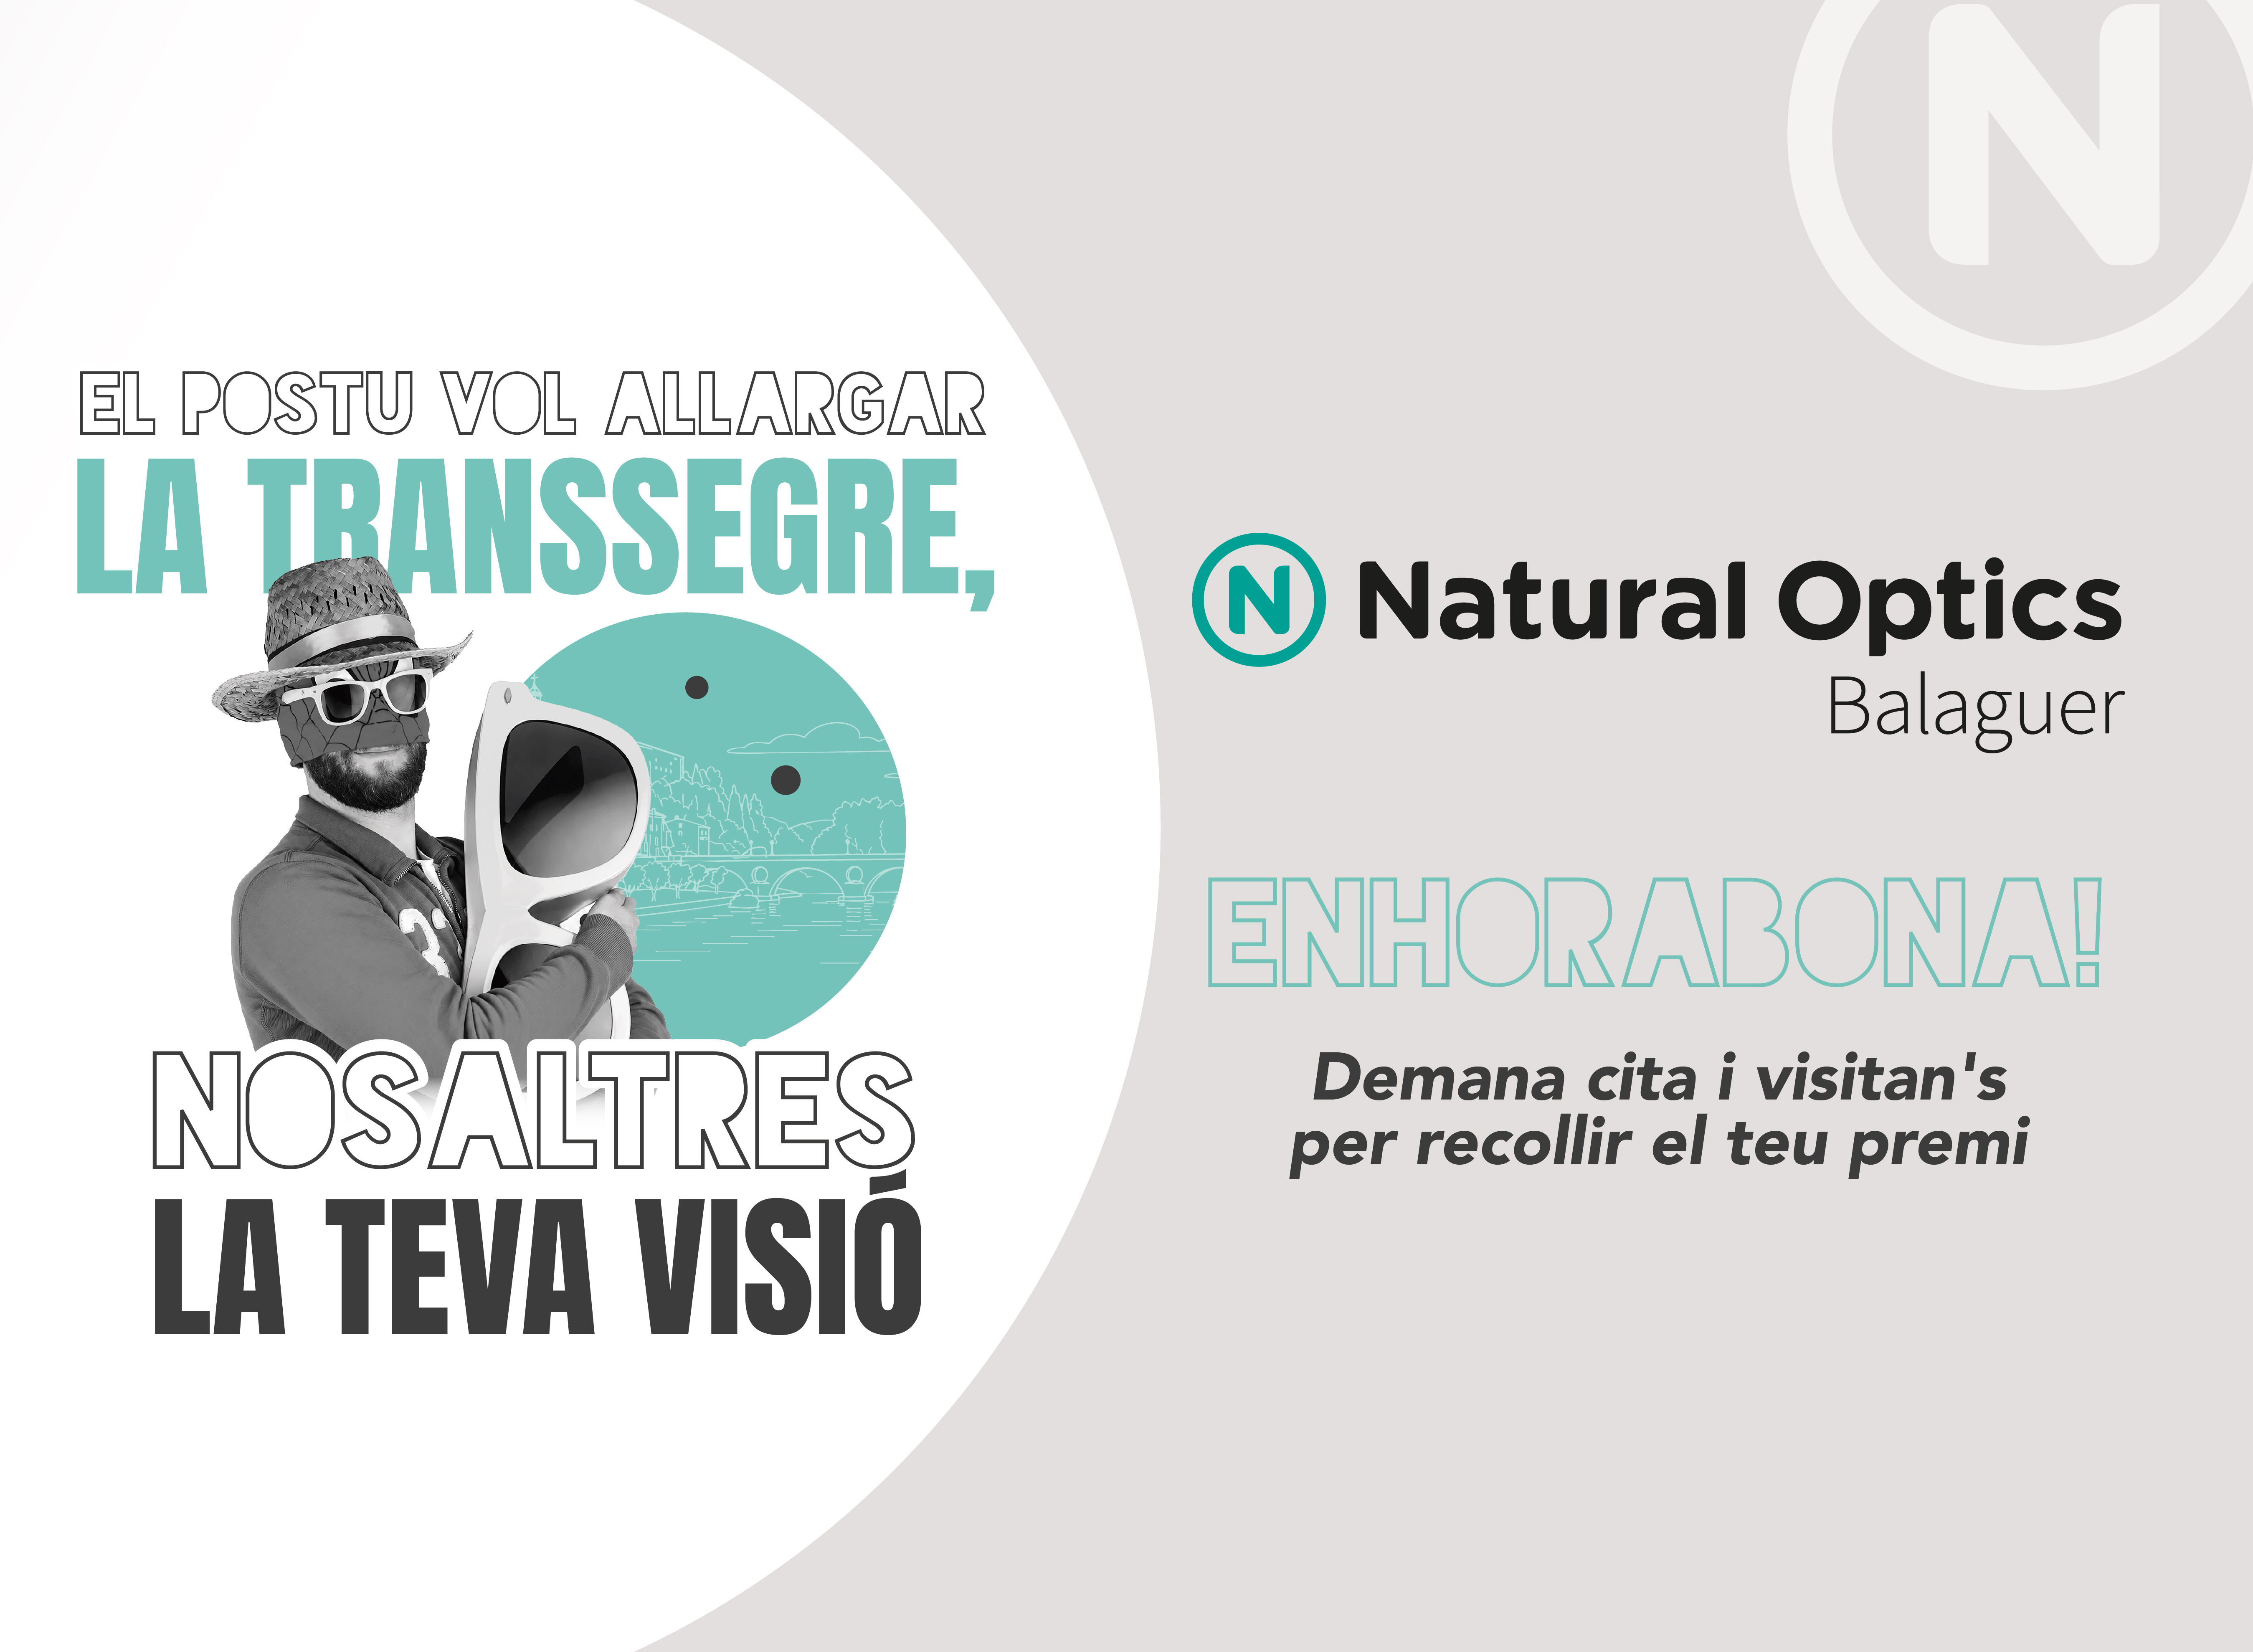 EL POSTU VOL ALLARGAR
LA TRANSSEGRE,
NOSALTRES
LA TEVA VISIÓ
N
N Natural Optics
Balaguer
ENHORABONA!
Demana cita i visitan's
per recollir el teu premi